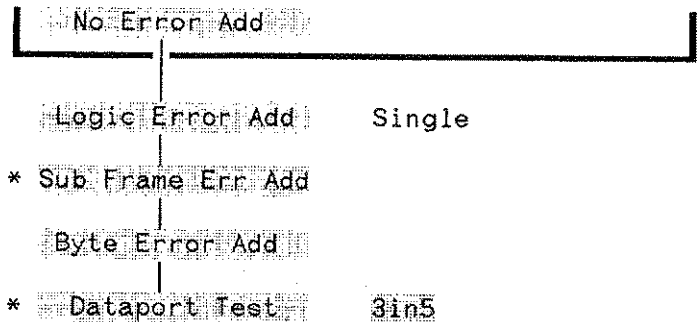 No Error Add
Logic Error Add Single
* Sub Frame Err Add
Byte Error Add
* Dataport Test 3in5